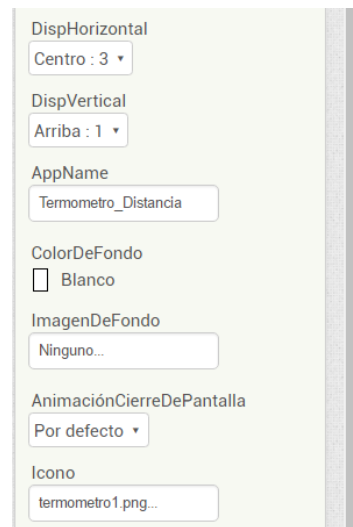 DispHorizontal
Centro : 3
DispVertical
Arriba : 1
AppName
Termometro_Distancia
ColorDeFondo
Blanco
ImagenDeFondo
Ninguno...
AnimaciónCierreDePantalla
Por defecto
Icono
termometro1.png...